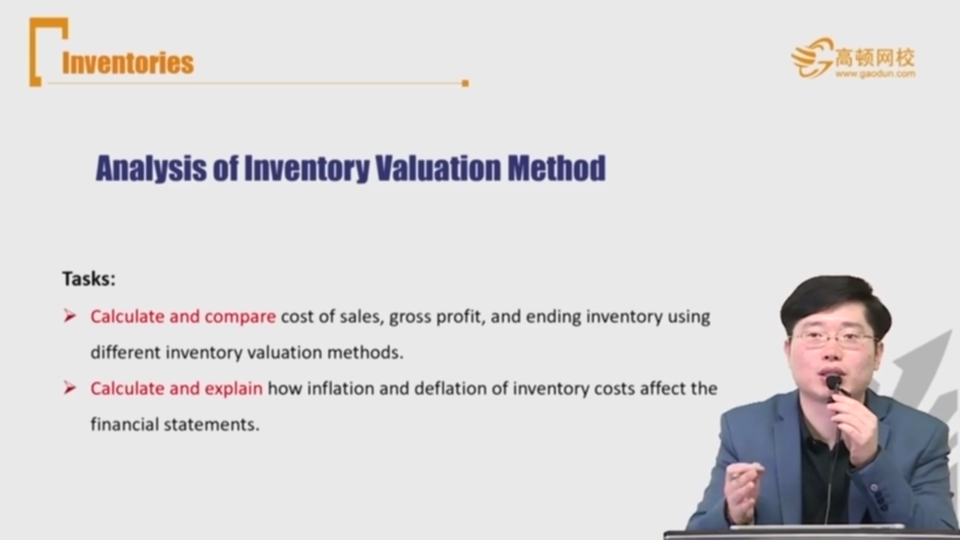 Inventories
高顿网校
www.gaodun.com
Analysis of Inventory Valuation Method
Tasks:
Calculate and compare cost of sales, gross profit, and ending inventory using
different inventory valuation methods.
Calculate and explain how inflation and deflation of inventory costs affect the
financial statements.